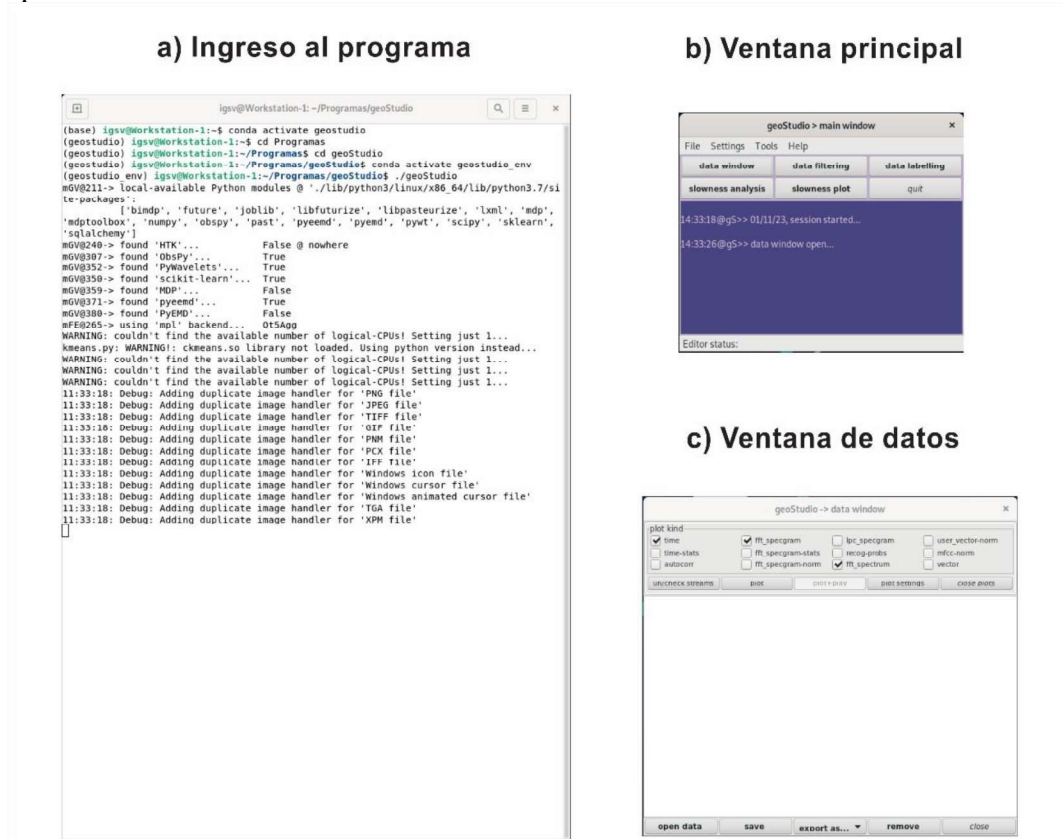 a) Ingreso al programa
igsv@Workstation-1: ~/Programas/geoStudio
(base) igsv@Workstation-1:~$ conda activate geostudio
(geostudio) igsv@Workstation-1:~$ cd Programas
(geostudio) igsv@Workstation-1:~/Programas$ cd geoStudio
(geostudio) igsv@Workstation-1:~/Programas/geoStudio$ conda activate geostudio_env
(geostudio_env) igsv@Workstation-1:~/Programas/geoStudio$ ./geoStudio
mGV@211-> local-available Python modules @ './lib/python3/linux/x86_64/lib/python3.7/si
te-packages':
['bimdp', 'future', 'joblib', 'libfuturize', 'libpasteurize', 'lxml', 'mdp',
'mdptoolbox', 'numpy', 'obspy', 'past', 'pyeemd', 'pyemd', 'pywt', 'scipy', 'sklearn',
'sqlalchemy']
mGV@240-> found 'HTK'... False @ nowhere
mGV@307-> found 'ObsPy'... True
mGV@352-> found 'PyWavelets'... True
mGV@350-> found 'scikit-learn'... True
mGV@359-> found 'MDP'... False
mGV@371-> found 'pyeemd'... True
mGV@380-> found 'PyEMD'... False
mFE@265-> using 'mpl' backend... Qt5Agg
WARNING: couldn't find the available number of logical-CPUs! Setting just 1...
kmeans.py: WARNING!: ckmeans.so library not loaded. Using python version instead...
WARNING: couldn't find the available number of logical-CPUs! Setting just 1...
WARNING: couldn't find the available number of logical-CPUs! Setting just 1...
WARNING: couldn't find the available number of logical-CPUs! Setting just 1...
11:33:18: Debug: Adding duplicate image handler for 'PNG file'
11:33:18: Debug: Adding duplicate image handler for 'JPEG file'
11:33:18: Debug: Adding duplicate image handler for 'TIFF file'
11:33:18: Debug: Adding duplicate image handler for 'GIF file'
11:33:18: Debug: Adding duplicate image handler for 'PNM file'
11:33:18: Debug: Adding duplicate image handler for 'PCX file'
11:33:18: Debug: Adding duplicate image handler for 'IFF file'
11:33:18: Debug: Adding duplicate image handler for 'Windows icon file'
11:33:18: Debug: Adding duplicate image handler for 'Windows cursor file'
11:33:18: Debug: Adding duplicate image handler for 'Windows animated cursor file'
11:33:18: Debug: Adding duplicate image handler for 'TGA file'
11:33:18: Debug: Adding duplicate image handler for 'XPM file'
b) Ventana principal
geoStudio > main window
File Settings Tools Help
data window data filtering data labelling
slowness analysis slowness plot quit
14:33:18@gS>> 01/11/23, session started...
14:33:26@gS>> data window open...
Editor status:
c) Ventana de datos
geoStudio -> data window
plot kind
time fft_specgram lpc_specgram user_vector-norm
time-stats fft_specgram-stats recog-probs mfcc-norm
autocorr fft_specgram-norm fft_spectrum vector
un/check streams plot plot+play plot settings close plots
open data save export as... remove close